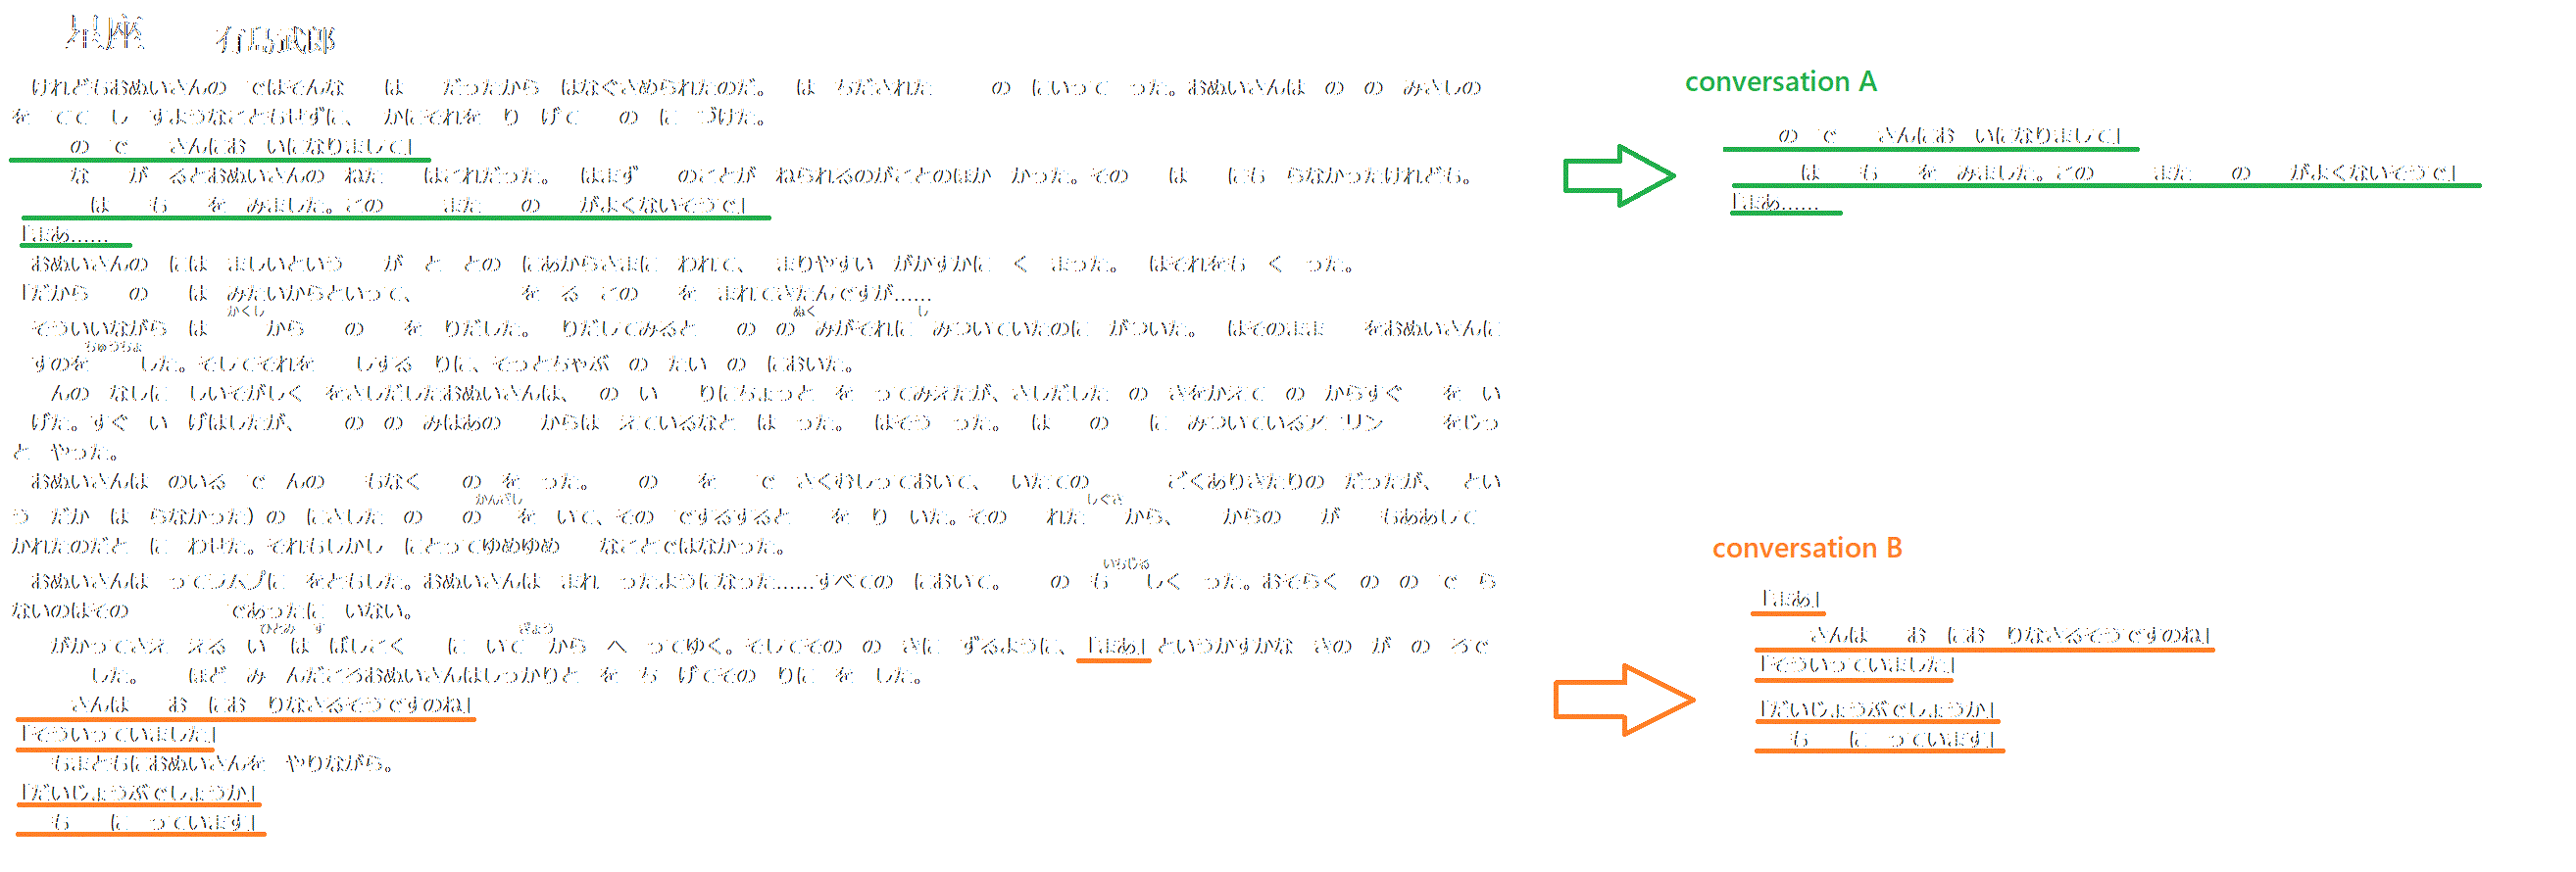 星座 有島武郎
けれどもおぬいさんの ではそんな は だったから はなぐさめられたのだ。 は ちだされた の にいって った。おぬいさんは の の みさしの
を てて し すようなこともせずに、 かにそれを り げて の に づけた。
の で さんにお いになりまして」
な が るとおぬいさんの ねた はこれだった。 はまず のことが ねられるのがことのほか かった。その は にも らなかったけれども。
は も を みました。この また の がよくないそうで」
「まあ……
おぬいさんの には ましいという が と との にあからさまに われて、 まりやすい がかすかに く まった。 はそれをも く った。
「だから の は みたいからといって、 を る この を まれてきたんですが……
かくし ぬく し
そういいながら は から の を りだした。 りだしてみると の の みがそれに みついていたのに がついた。 はそのまま をおぬいさんに
ちゅうちょ
すのを した。そしてそれを しする りに、そっとちゃぶ の たい の においた。
んの なしに しいそがしく をさしだしたおぬいさんは、 の い りにちょっと を ってみえたが、さしだした の きをかえて の からすぐ を い
げた。すぐ い げはしたが、 の の みはあの からは えているなと は った。 はそう った。 は の に みついているアニリン をじっ
と やった。
おぬいさんは のいる で んの もなく の を った。 の を で さくむしっておいて、 いたての ごくありきたりの だったが、 とい
かんざし しぐさ
う だか は らなかった) の にさした の の を いて、その でするすると を り いた。その れた から、 からの が もああして
かれたのだと に わせた。それもしかし にとってゆめゆめ なことではなかった。
いちじる
おぬいさんは ってランプに をともした。おぬいさんは まれ ったようになった……すべての において。 の も しく った。おそらく の の で ら
ないのはその であったに いない。
ひとみ ず ぎょう
がかってさえ える い は ばしこく に いて から へ ってゆく。そしてその の きに ずるように、「まあ」というかすかな きの が の ろで
した。 ほど み んだころおぬいさんはしっかりと を ち げてその りに を した。
さんは お にお りなさるそうですのね」
「そういっていました」
もまともにおぬいさんを やりながら。
「だいじょうぶでしょうか」
も に っています」
conversation A
の で さんにお いになりまして」
は も を みました。この また の がよくないそうで」
「まあ……
conversation B
「まあ」
さんは お にお りなさるそうですのね」
「そういっていました」
「だいじょうぶでしょうか」
も に っています」